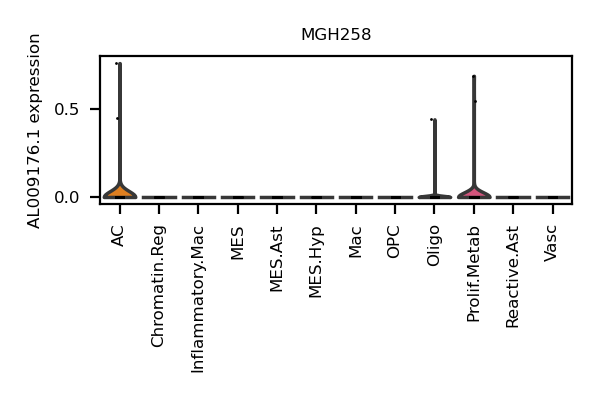 MGH258
AL009176.1 expression
0.5
0.0
AC
Chromatin.Reg
Inflammatory.Mac
MES
MES.Ast
MES.Hyp
Mac
OPC
Oligo
Prolif.Metab
Reactive.Ast
Vasc